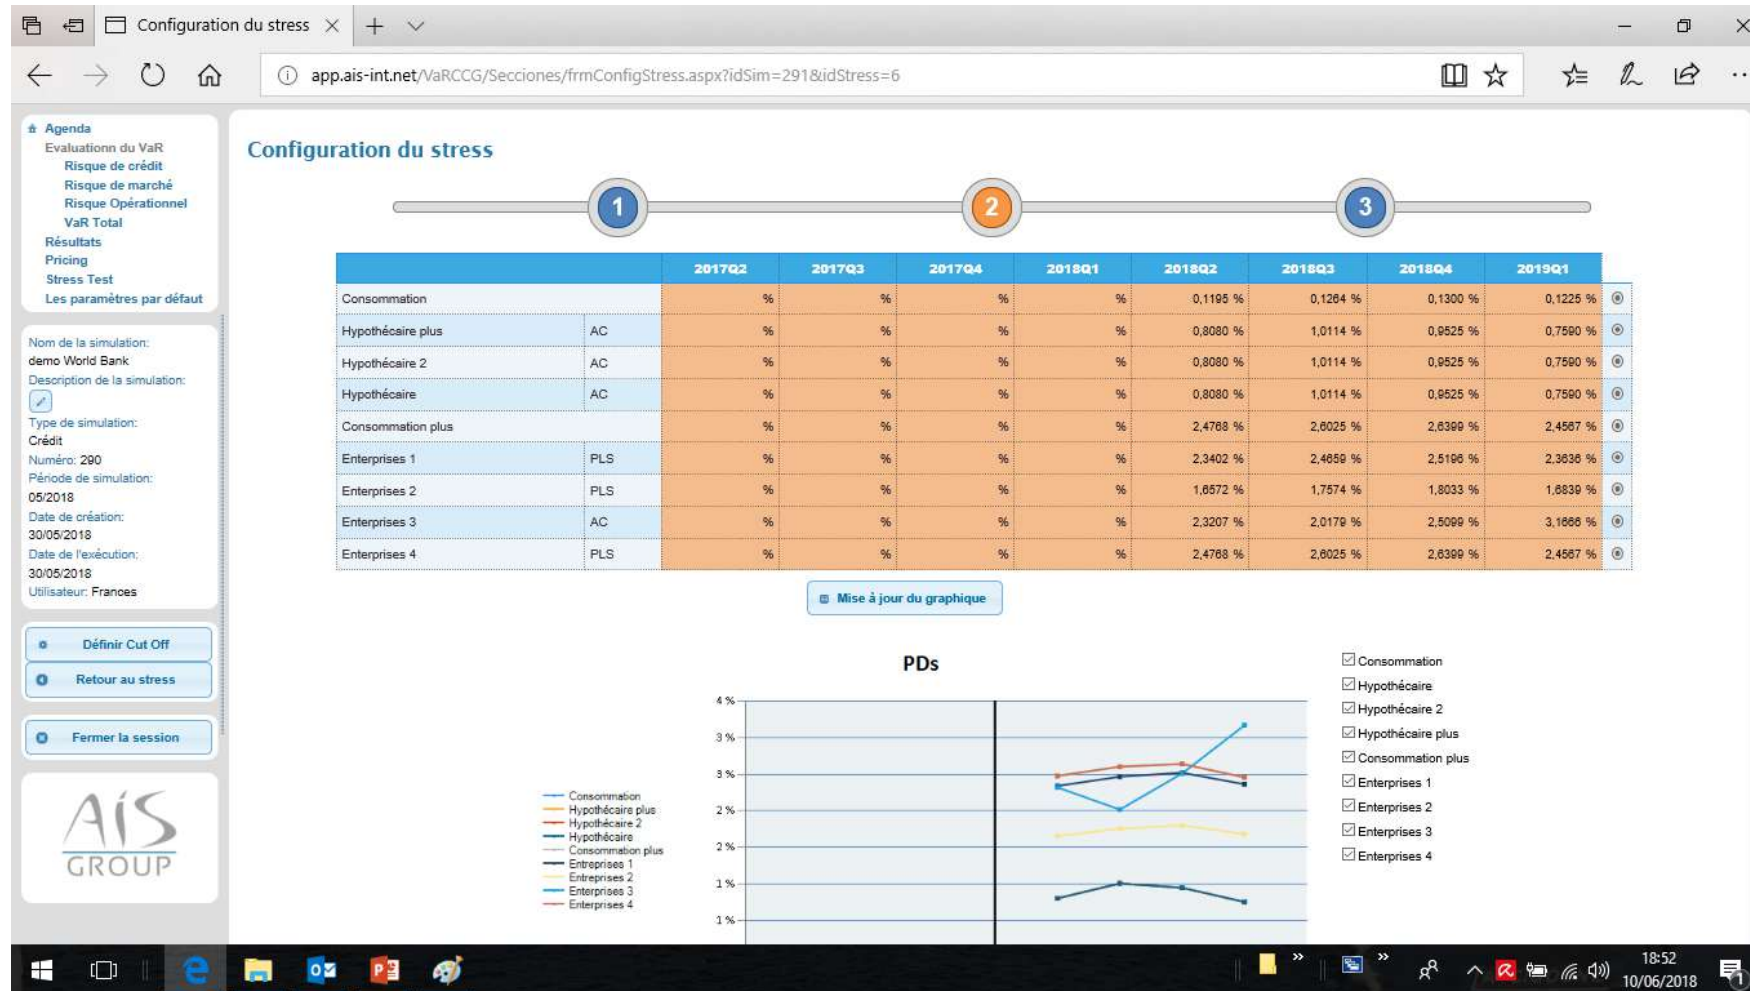 Configuration du stress
app.ais-int.net/VaRCCG/Secciones/frmConfigStress.aspx?idSim=291&idStress=6
Agenda
Evaluationn du VaR
Risque de crédit
Risque de marché
Risque Opérationnel
VaR Total
Résultats
Pricing
Stress Test
Les paramètres par défaut
Nom de la simulation:
demo World Bank
Description de la simulation:
Type de simulation:
Crédit
Numéro: 290
Période de simulation:
05/2018
Date de création:
30/05/2018
Date de l'exécution:
30/05/2018
Utilisateur: Frances
Définir Cut Off
Retour au stress
Fermer la session
AiS
GROUP
Configuration du stress
1 2 3
2017Q2 2017Q3 2017Q4 2018Q1 2018Q2 2018Q3 2018Q4 2019Q1
Consommation % % % % 0,1195 % 0,1264 % 0,1300 % 0,1225 %
Hypothécaire plus AC % % % % 0,8080 % 1,0114 % 0,9525 % 0,7590 %
Hypothécaire 2 AC % % % % 0,8080 % 1,0114 % 0,9525 % 0,7590 %
Hypothécaire AC % % % % 0,8080 % 1,0114 % 0,9525 % 0,7590 %
Consommation plus % % % % 2,4768 % 2,6025 % 2,6399 % 2,4567 %
Enterprises 1 PLS % % % % 2,3402 % 2,4659 % 2,5196 % 2,3636 %
Enterprises 2 PLS % % % % 1,6572 % 1,7574 % 1,8033 % 1,6839 %
Enterprises 3 AC % % % % 2,3207 % 2,0179 % 2,5099 % 3,1666 %
Enterprises 4 PLS % % % % 2,4768 % 2,6025 % 2,6399 % 2,4567 %
Mise à jour du graphique
PDs
4 %
3 %
3 %
2 %
2 %
1 %
1 %
Consommation
Hypothécaire plus
Hypothécaire 2
Hypothécaire
Consommation plus
Entreprises 1
Entreprises 2
Enterprises 3
Enterprises 4
Consommation
Hypothécaire
Hypothécaire 2
Hypothécaire plus
Consommation plus
Enterprises 1
Enterprises 2
Enterprises 3
Enterprises 4
18:52
10/06/2018